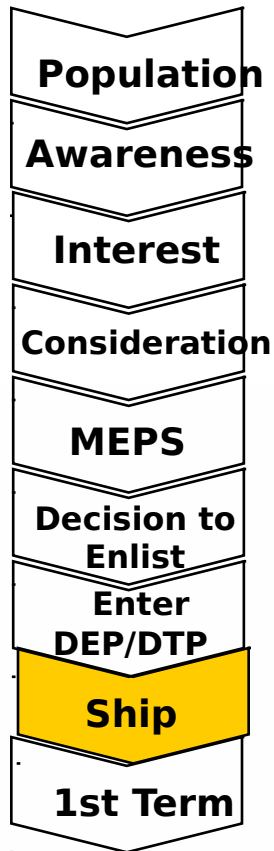 Population
Awareness
Interest
Consideration
MEPS
Decision to
Enlist
Enter
DEP/DTP
Ship
1st Term